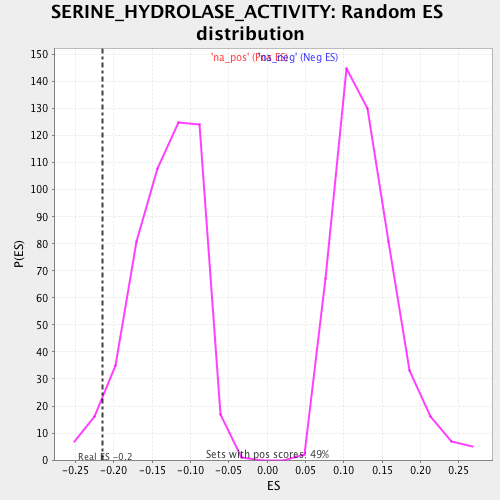 SERINE_HYDROLASE_ACTIVITY: Random ES
distribution
'na_pos' (Pos ES) 'na_neg' (Neg ES)
P(ES)
150
140
130
120
110
100
90
80
70
60
50
40
30
20
10
0
Real ES -0.2
Sets with pos scores: 49%
-0.25 -0.20 -0.15 -0.10 -0.05 0.00 0.05 0.10 0.15 0.20 0.25
ES